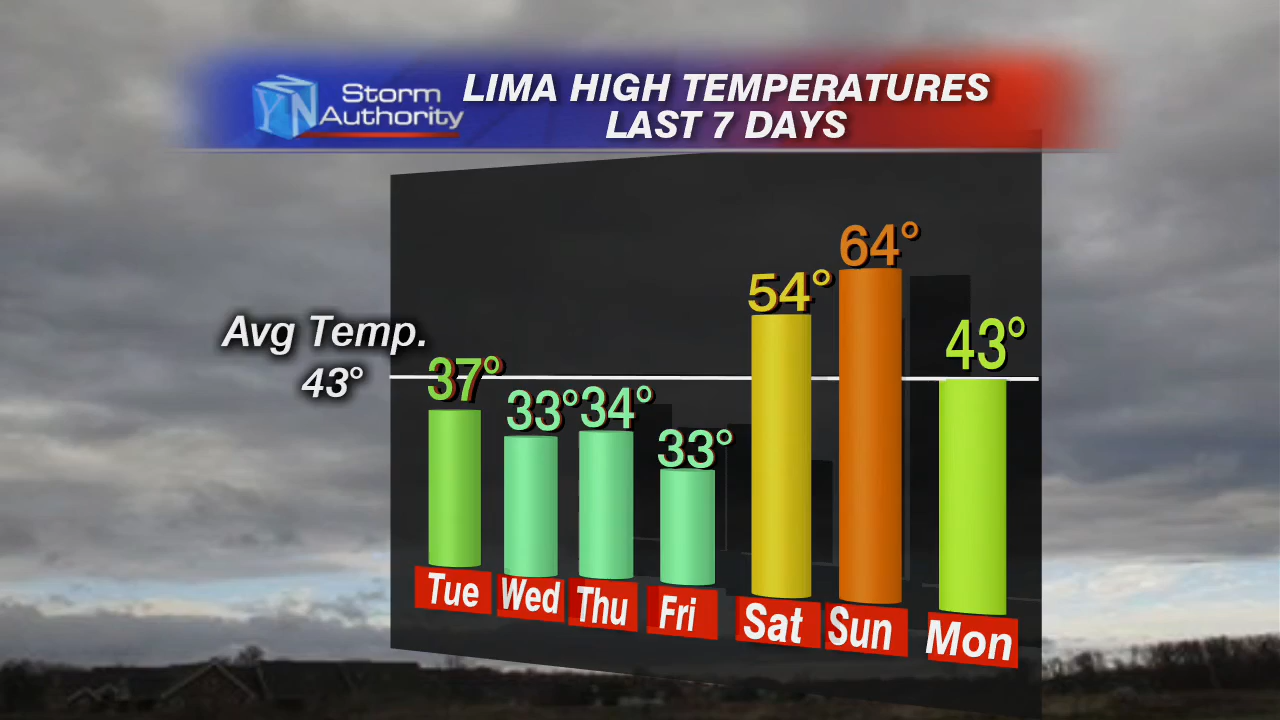 YN Storm Authority
LIMA HIGH TEMPERATURES
LAST 7 DAYS
Avg Temp.
43°
37°
33°
34°
33°
54°
64°
43°
Tue
Wed
Thu
Fri
Sat
Sun
Mon